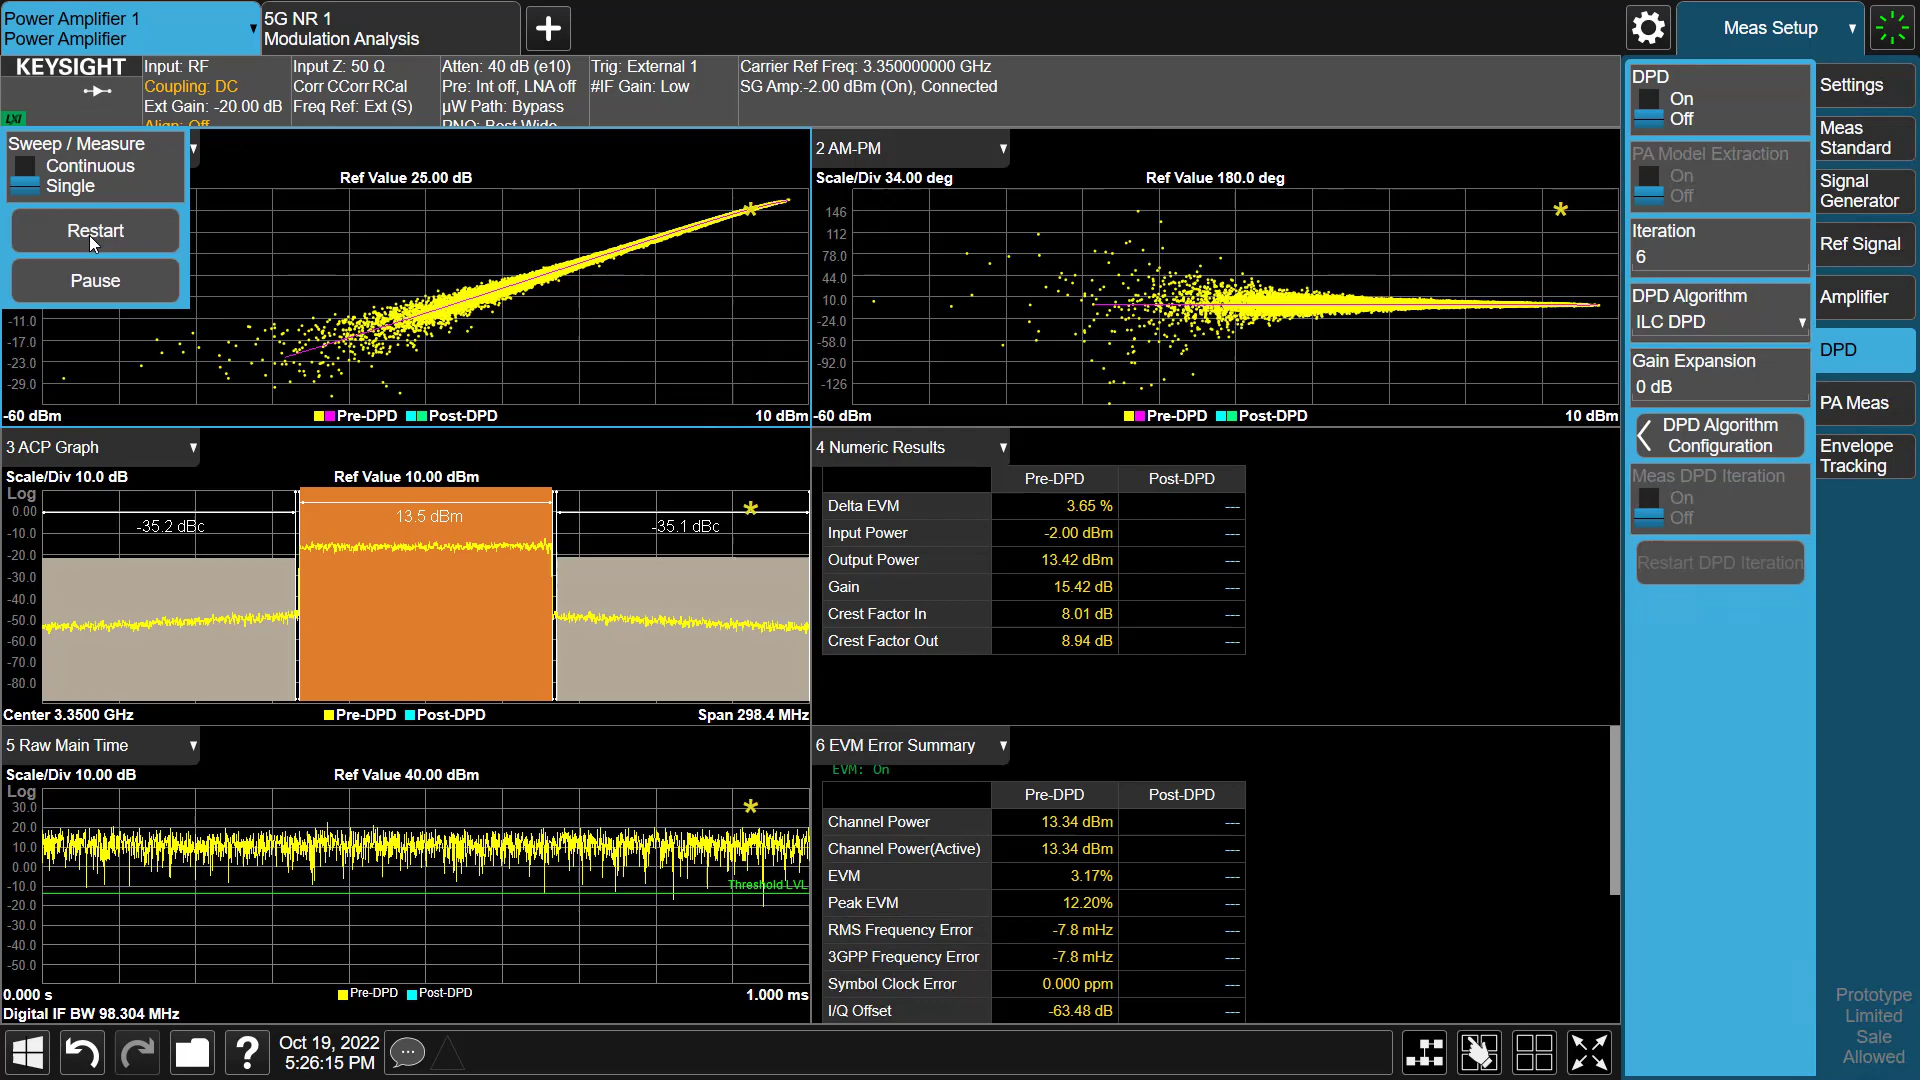 Power Amplifier 1
Power Amplifier
5G NR 1
Modulation Analysis
Meas Setup
KEYSIGHT
LXI
Input: RF
Coupling: DC
Ext Gain: -20.00 dB
Align: Off
Input Z: 50 Ω
Corr CCorr RCal
Freq Ref: Ext (S)
Atten: 40 dB (e10)
Pre: Int off, LNA off
µW Path: Bypass
PNO: Best Wide
Trig: External 1
#IF Gain: Low
Carrier Ref Freq: 3.350000000 GHz
SG Amp:-2.00 dBm (On), Connected
Sweep / Measure
Continuous
Single
Restart
Pause
Ref Value 25.00 dB
-11.0
-17.0
-23.0
-29.0
-60 dBm
Pre-DPD
Post-DPD
10 dBm
2 AM-PM
Scale/Div 34.00 deg
Ref Value 180.0 deg
146
112
78.0
44.0
10.0
-24.0
-58.0
-92.0
-126
-60 dBm
Pre-DPD
Post-DPD
10 dBm
3 ACP Graph
Scale/Div 10.0 dB
Ref Value 10.00 dBm
Log
0.00
-10.0
-20.0
-30.0
-40.0
-50.0
-60.0
-70.0
-80.0
-35.2 dBc
13.5 dBm
-35.1 dBc
Center 3.3500 GHz
Pre-DPD
Post-DPD
Span 298.4 MHz
4 Numeric Results
Pre-DPD Post-DPD
Delta EVM 3.65 % ---
Input Power -2.00 dBm ---
Output Power 13.42 dBm ---
Gain 15.42 dB ---
Crest Factor In 8.01 dB ---
Crest Factor Out 8.94 dB ---
5 Raw Main Time
Scale/Div 10.00 dB
Ref Value 40.00 dBm
Log
30.0
20.0
10.0
0.00
-10.0
-20.0
-30.0
-40.0
-50.0
Threshold LVL
0.000 s
Pre-DPD
Post-DPD
1.000 ms
Digital IF BW 98.304 MHz
6 EVM Error Summary
EVM: On
Pre-DPD Post-DPD
Channel Power 13.34 dBm ---
Channel Power(Active) 13.34 dBm ---
EVM 3.17% ---
Peak EVM 12.20% ---
RMS Frequency Error -7.8 mHz ---
3GPP Frequency Error -7.8 mHz ---
Symbol Clock Error 0.000 ppm ---
I/Q Offset -63.48 dB ---
DPD
On
Off
PA Model Extraction
On
Off
Iteration
6
DPD Algorithm
ILC DPD
Gain Expansion
0 dB
DPD Algorithm
Configuration
Meas DPD Iteration
On
Off
Restart DPD Iteration
Settings
Meas
Standard
Signal
Generator
Ref Signal
Amplifier
DPD
PA Meas
Envelope
Tracking
Prototype
Limited
Sale
Allowed
?
Oct 19, 2022
5:26:15 PM